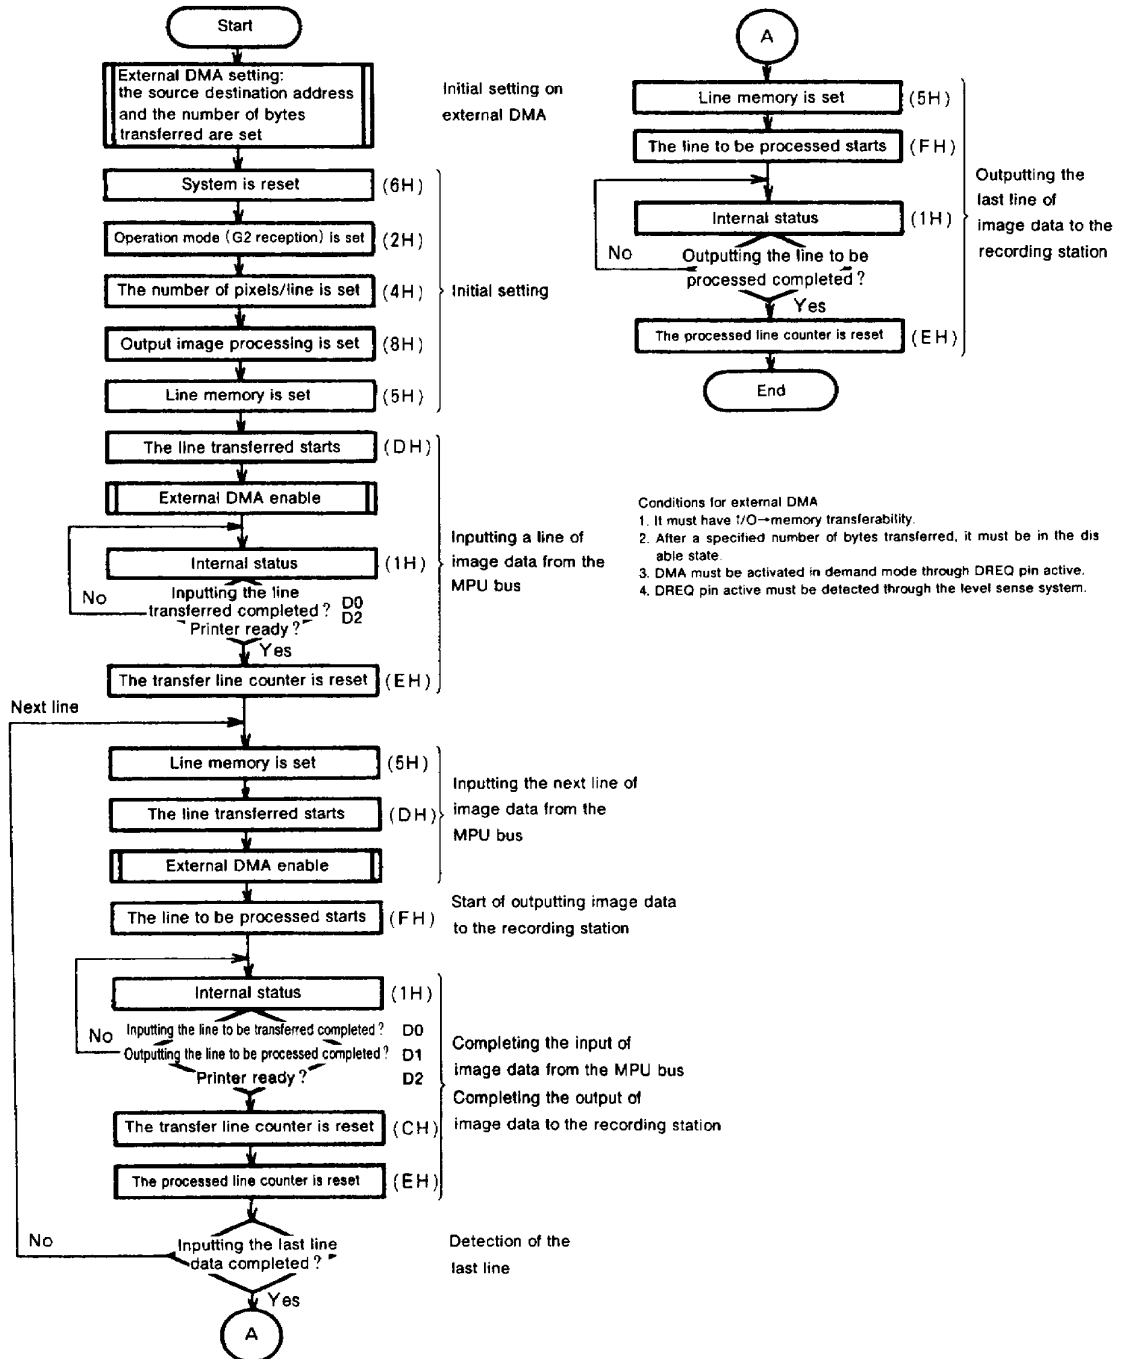 Start
External DMA setting:
the source destination address
and the number of bytes
transferred are set
Initial setting on
external DMA
System is reset
(6H)
Operation mode (G2 reception) is set
(2H)
The number of pixels/line is set
(4H)
Initial setting
Output image processing is set
(8H)
Line memory is set
(5H)
The line transferred starts
(DH)
External DMA enable
Internal status
(1H)
Inputting a line of
image data from the
MPU bus
No
Inputting the line
transferred completed?
D0
D2
Printer ready?
Yes
The transfer line counter is reset
(EH)
Next line
Line memory is set
(5H)
The line transferred starts
(DH)
External DMA enable
Inputting the next line of
image data from the
MPU bus
The line to be processed starts
(FH)
Start of outputting image data
to the recording station
Internal status
(1H)
No
Inputting the line to be transferred completed?
D0
Outputting the line to be processed completed?
D1
Printer ready?
D2
Completing the input of
image data from the MPU bus
Completing the output of
image data to the recording station
The transfer line counter is reset
(CH)
The processed line counter is reset
(EH)
No
Inputting the last line
data completed?
Detection of the
last line
Yes
A
A
Line memory is set
(5H)
The line to be processed starts
(FH)
Internal status
(1H)
No
Outputting the line to be
processed completed?
Yes
Outputting the
last line of
image data to the
recording station
The processed line counter is reset
(EH)
End
Conditions for external DMA
1. It must have I/O→memory transferability.
2. After a specified number of bytes transferred, it must be in the dis
able state.
3. DMA must be activated in demand mode through DREQ pin active.
4. DREQ pin active must be detected through the level sense system.